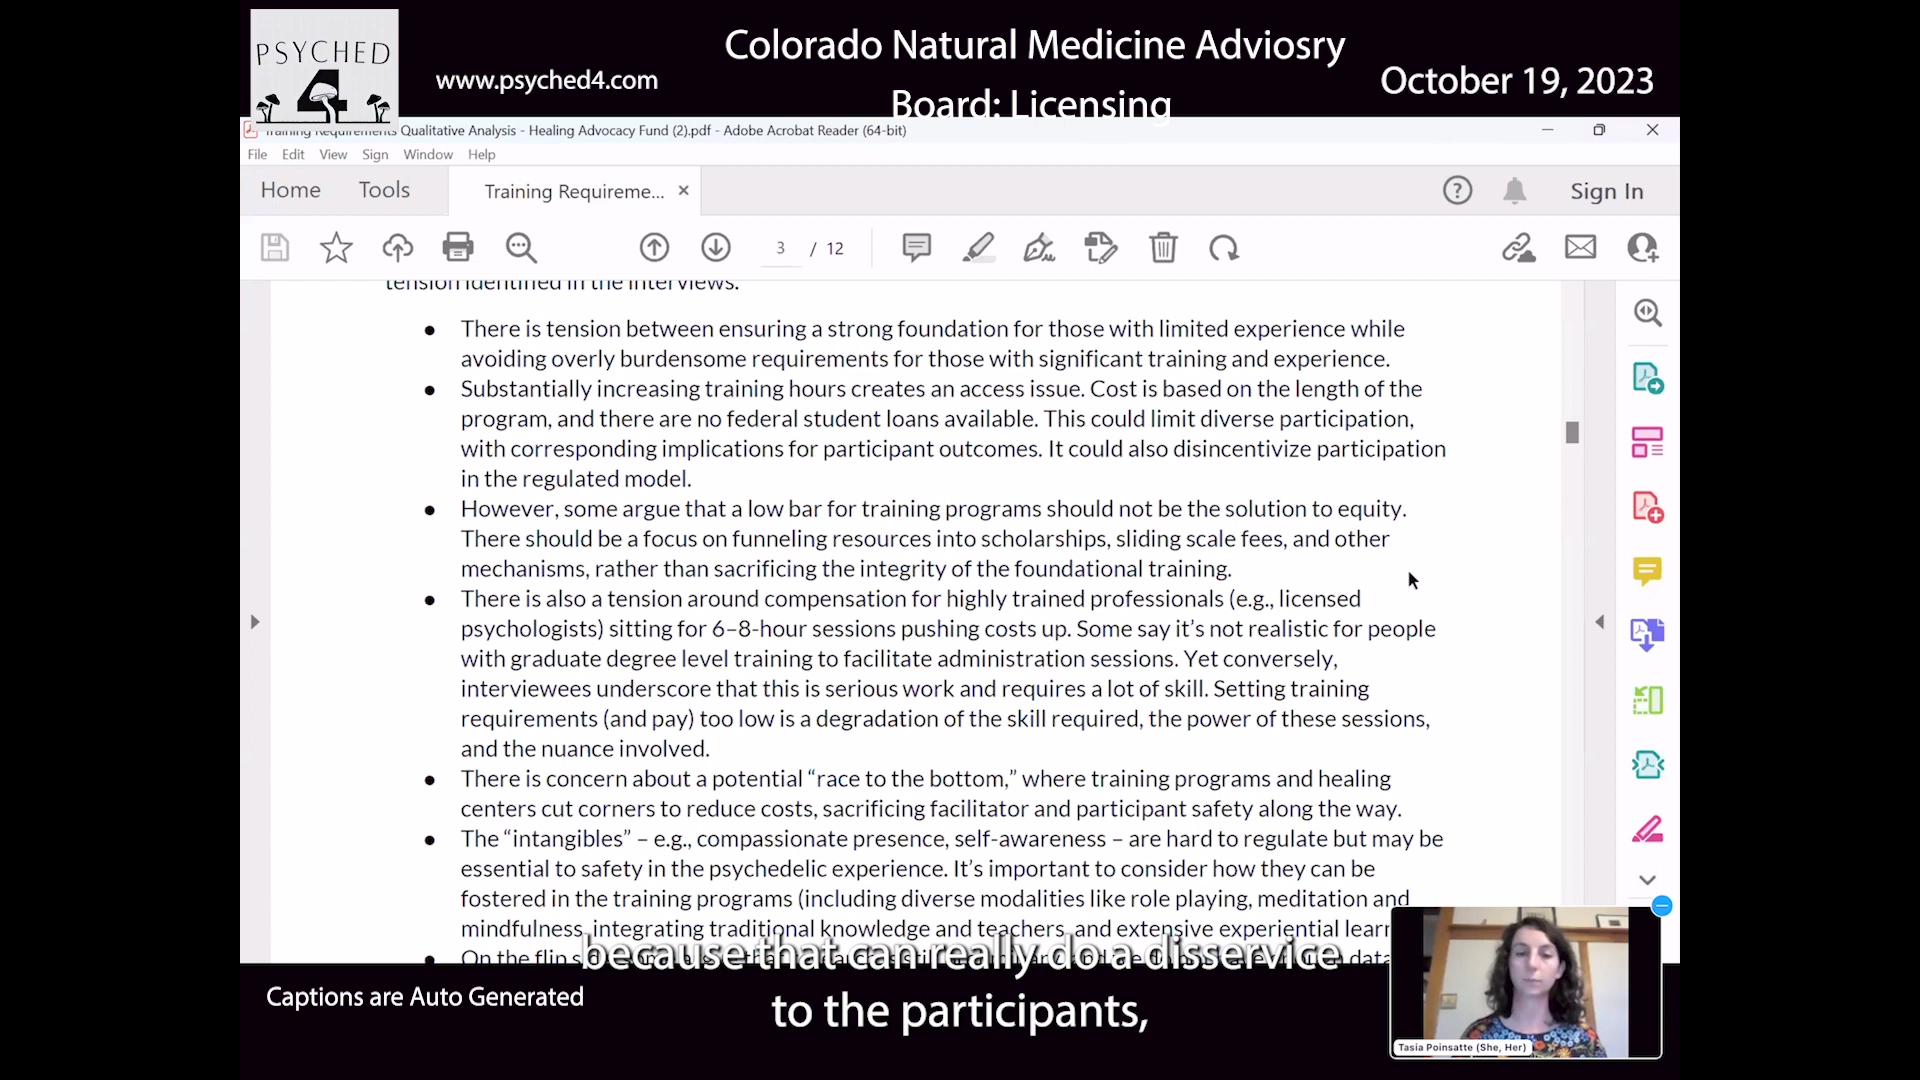 PSYCHED
4
www.psyched4.com
Colorado Natural Medicine Adviosry
Board: Licensing
October 19, 2023
Training Requirements Qualitative Analysis - Healing Advocacy Fund (2).pdf - Adobe Acrobat Reader (64-bit)
File Edit View Sign Window Help
Home Tools Training Requireme... ×
? Sign In
3 / 12
tension identified in the interviews.
● There is tension between ensuring a strong foundation for those with limited experience while
avoiding overly burdensome requirements for those with significant training and experience.
● Substantially increasing training hours creates an access issue. Cost is based on the length of the
program, and there are no federal student loans available. This could limit diverse participation,
with corresponding implications for participant outcomes. It could also disincentivize participation
in the regulated model.
● However, some argue that a low bar for training programs should not be the solution to equity.
There should be a focus on funneling resources into scholarships, sliding scale fees, and other
mechanisms, rather than sacrificing the integrity of the foundational training.
● There is also a tension around compensation for highly trained professionals (e.g., licensed
psychologists) sitting for 6–8-hour sessions pushing costs up. Some say it’s not realistic for people
with graduate degree level training to facilitate administration sessions. Yet conversely,
interviewees underscore that this is serious work and requires a lot of skill. Setting training
requirements (and pay) too low is a degradation of the skill required, the power of these sessions,
and the nuance involved.
● There is concern about a potential “race to the bottom,” where training programs and healing
centers cut corners to reduce costs, sacrificing facilitator and participant safety along the way.
● The “intangibles” – e.g., compassionate presence, self-awareness – are hard to regulate but may be
essential to safety in the psychedelic experience. It’s important to consider how they can be
fostered in the training programs (including diverse modalities like role playing, meditation and
mindfulness, integrating traditional knowledge and teachers, and extensive experiential learn
● On the flip s data
because that can really do a disservice
to the participants,
Captions are Auto Generated
Tasia Poinsatte (She, Her)